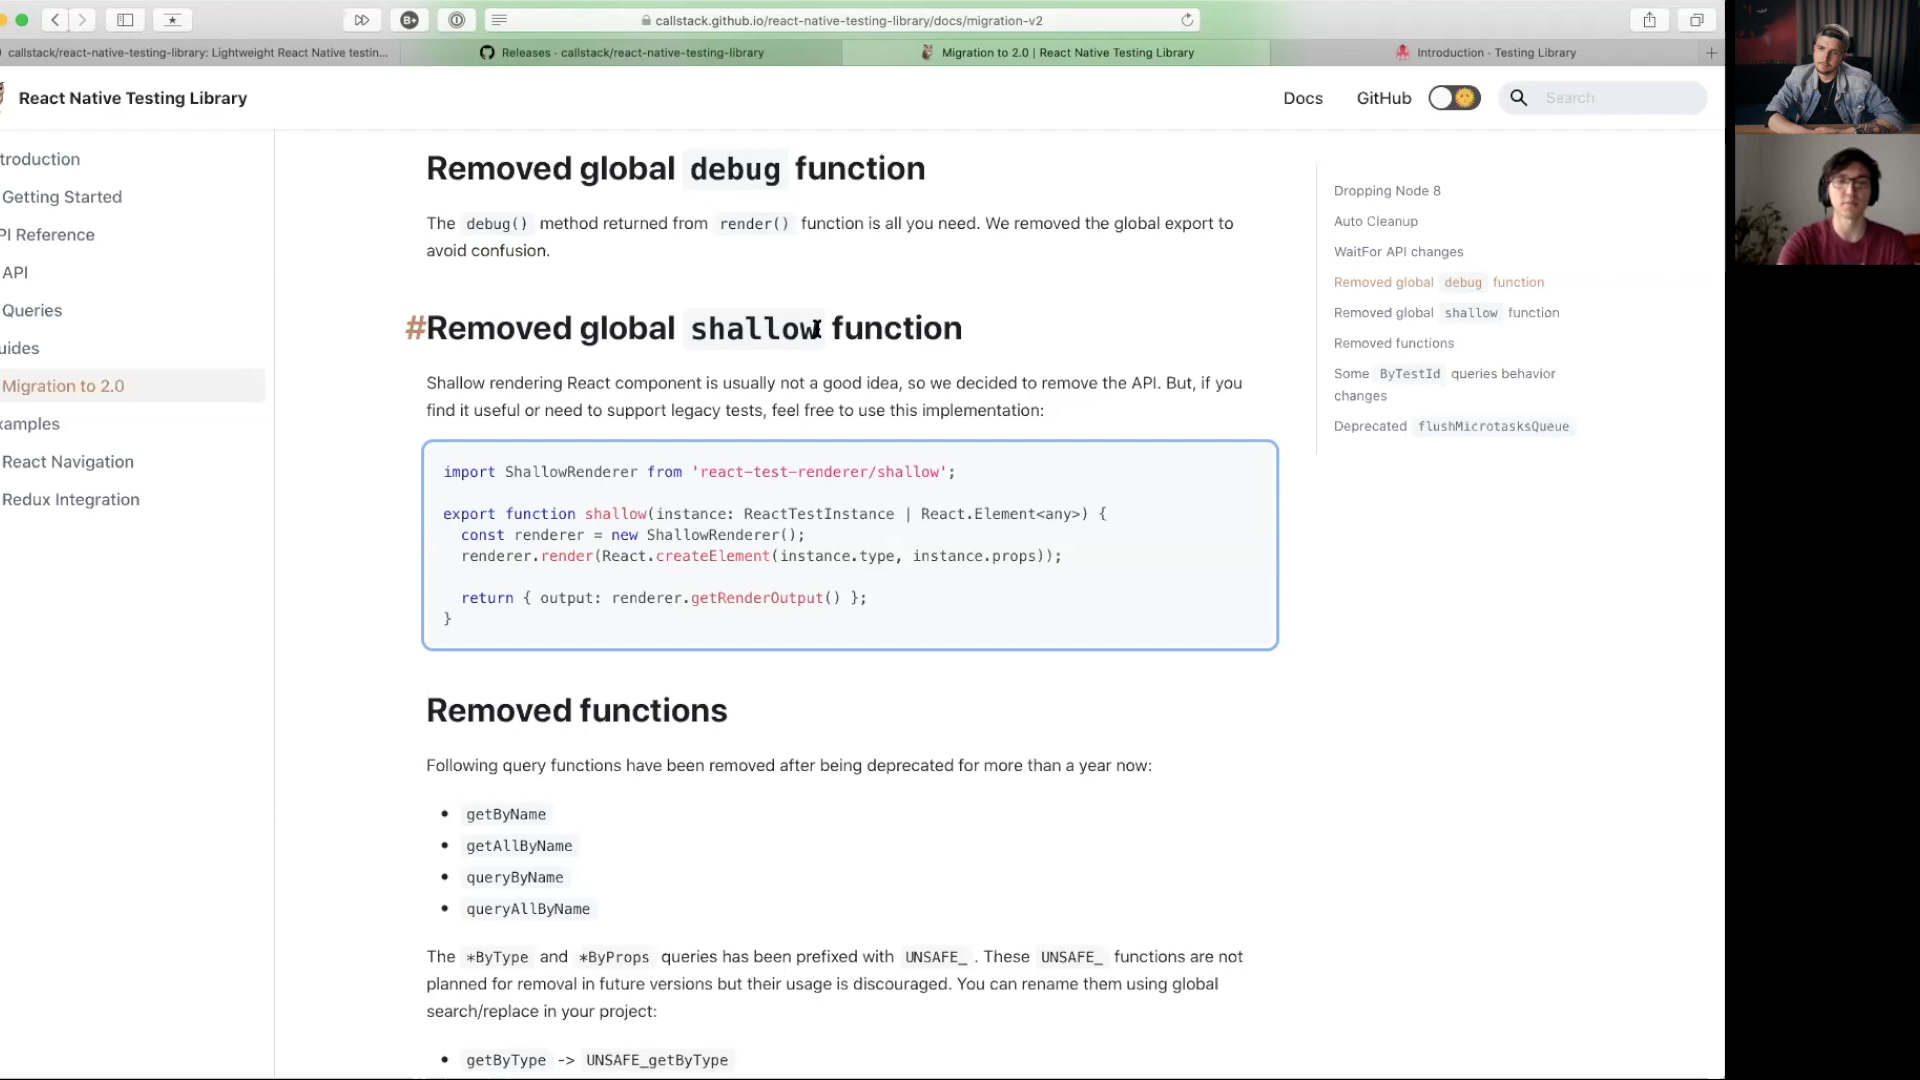 callstack.github.io/react-native-testing-library/docs/migration-v2
callstack/react-native-testing-library: Lightweight React Native testin...
Releases · callstack/react-native-testing-library
Migration to 2.0 | React Native Testing Library
Introduction · Testing Library
React Native Testing Library
Docs
GitHub
Search
troduction
Getting Started
PI Reference
API
Queries
uides
Migration to 2.0
xamples
React Navigation
Redux Integration
Removed global debug function
The debug() method returned from render() function is all you need. We removed the global export to
avoid confusion.
#Removed global shallow function
Shallow rendering React component is usually not a good idea, so we decided to remove the API. But, if you
find it useful or need to support legacy tests, feel free to use this implementation:
import ShallowRenderer from 'react-test-renderer/shallow';
export function shallow(instance: ReactTestInstance | React.Element<any>) {
const renderer = new ShallowRenderer();
renderer.render(React.createElement(instance.type, instance.props));
return { output: renderer.getRenderOutput() };
}
Removed functions
Following query functions have been removed after being deprecated for more than a year now:
getByName
getAllByName
queryByName
queryAllByName
The *ByType and *ByProps queries has been prefixed with UNSAFE_ . These UNSAFE_ functions are not
planned for removal in future versions but their usage is discouraged. You can rename them using global
search/replace in your project:
getByType -> UNSAFE_getByType
Dropping Node 8
Auto Cleanup
WaitFor API changes
Removed global debug function
Removed global shallow function
Removed functions
Some ByTestId queries behavior
changes
Deprecated flushMicrotasksQueue